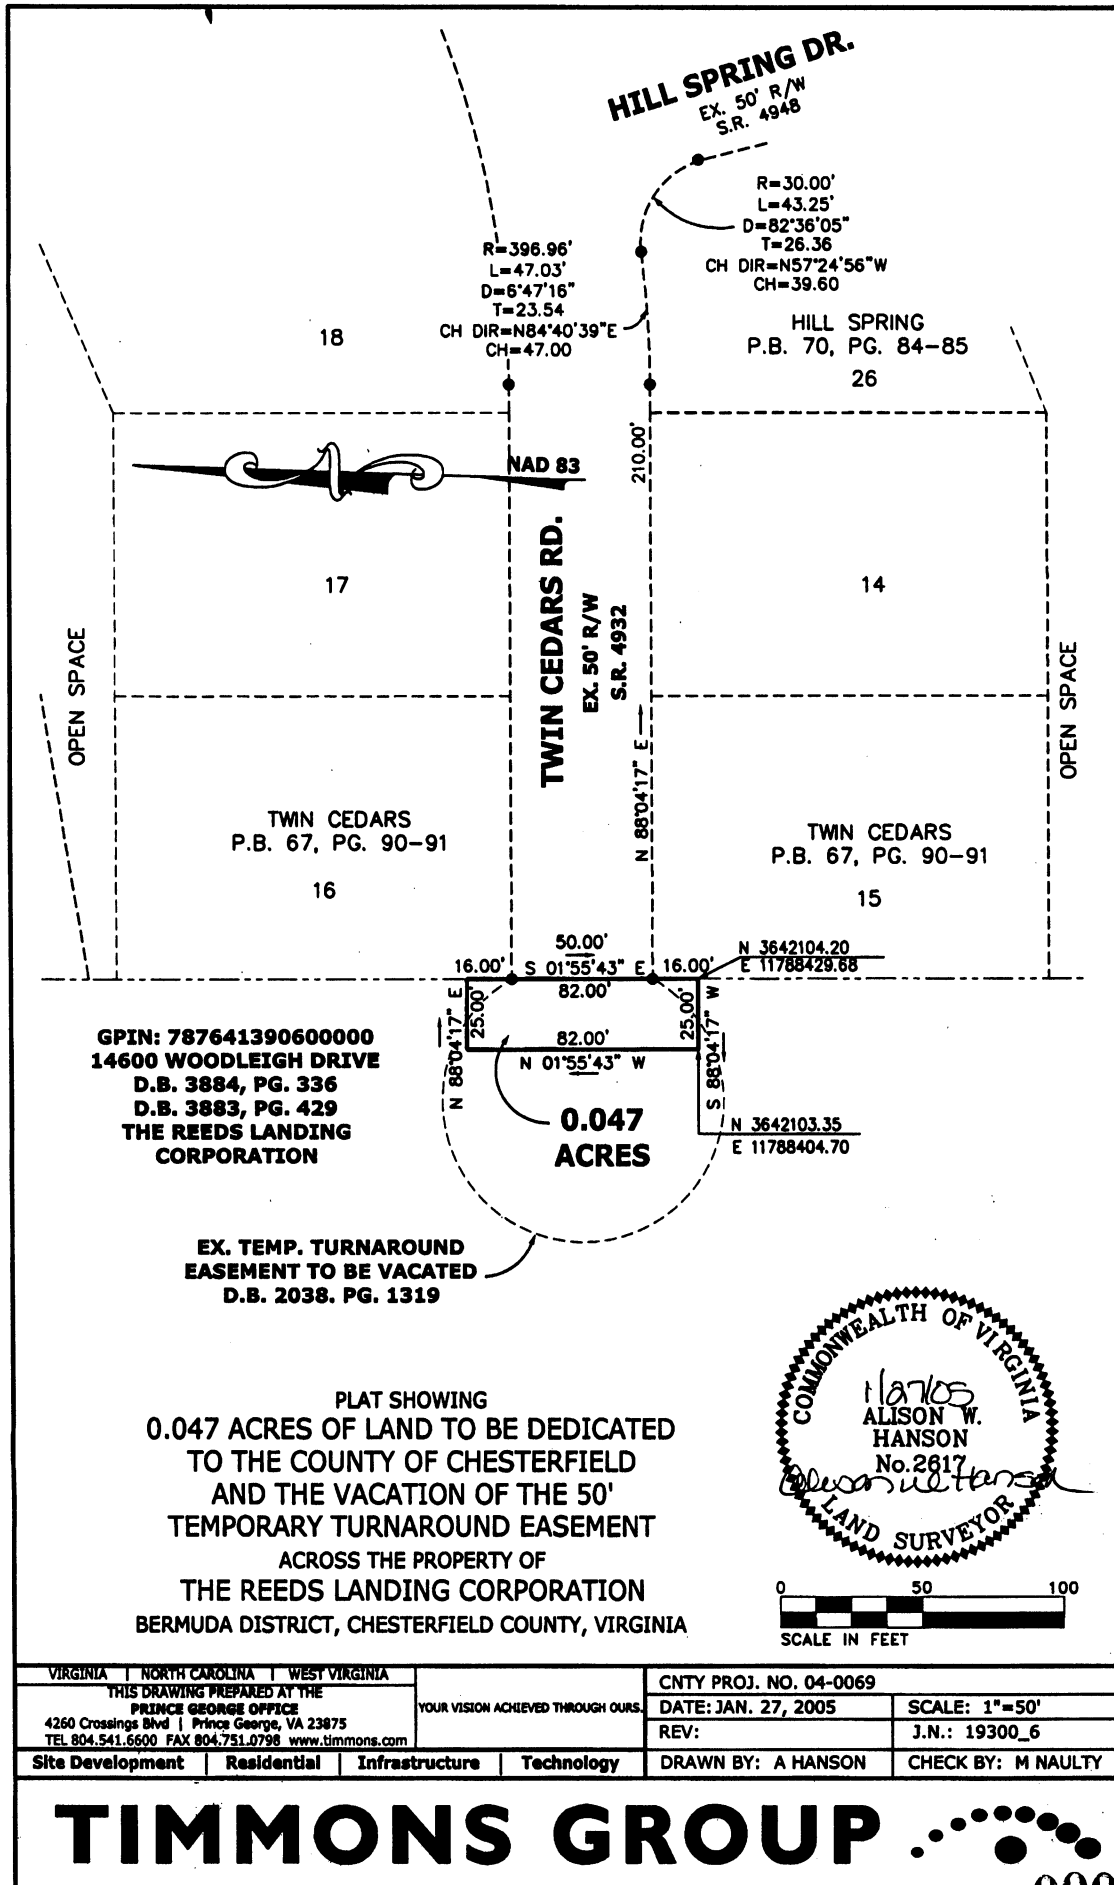 HILL SPRING DR.
EX. 50' R/W
S.R. 4948
R=30.00'
L=43.25'
D=82°36'05"
T=26.36
CH DIR=N57°24'56"W
CH=39.60
R=396.96'
L=47.03'
D=6°47'16"
T=23.54
CH DIR=N84°40'39"E
CH=47.00
18
HILL SPRING
P.B. 70, PG. 84-85
26
NAD 83
210.00'
17
14
TWIN CEDARS RD.
EX. 50' R/W
S.R. 4932
OPEN SPACE
OPEN SPACE
N 88°04'17" E
TWIN CEDARS
P.B. 67, PG. 90-91
16
TWIN CEDARS
P.B. 67, PG. 90-91
15
50.00'
16.00' S 01°55'43" E 16.00'
82.00'
N 3642104.20
E 11788429.68
N 88°04'17" E
25.00'
25.00'
S 88°04'17" W
82.00'
N 01°55'43" W
GPIN: 787641390600000
14600 WOODLEIGH DRIVE
D.B. 3884, PG. 336
D.B. 3883, PG. 429
THE REEDS LANDING
CORPORATION
0.047
ACRES
N 3642103.35
E 11788404.70
EX. TEMP. TURNAROUND
EASEMENT TO BE VACATED
D.B. 2038. PG. 1319
COMMONWEALTH OF VIRGINIA
1/27/05
ALISON W.
HANSON
No.2617
Alison W Hanson
LAND SURVEYOR
PLAT SHOWING
0.047 ACRES OF LAND TO BE DEDICATED
TO THE COUNTY OF CHESTERFIELD
AND THE VACATION OF THE 50'
TEMPORARY TURNAROUND EASEMENT
ACROSS THE PROPERTY OF
THE REEDS LANDING CORPORATION
BERMUDA DISTRICT, CHESTERFIELD COUNTY, VIRGINIA
0 50 100
SCALE IN FEET
VIRGINIA | NORTH CAROLINA | WEST VIRGINIA
THIS DRAWING PREPARED AT THE
PRINCE GEORGE OFFICE
4260 Crossings Blvd | Prince George, VA 23875
TEL 804.541.6600 FAX 804.751.0798 www.timmons.com
YOUR VISION ACHIEVED THROUGH OURS.
CNTY PROJ. NO. 04-0069
DATE: JAN. 27, 2005
SCALE: 1"=50'
REV:
J.N.: 19300_6
Site Development | Residential | Infrastructure | Technology
DRAWN BY: A HANSON
CHECK BY: M NAULTY
TIMMONS GROUP